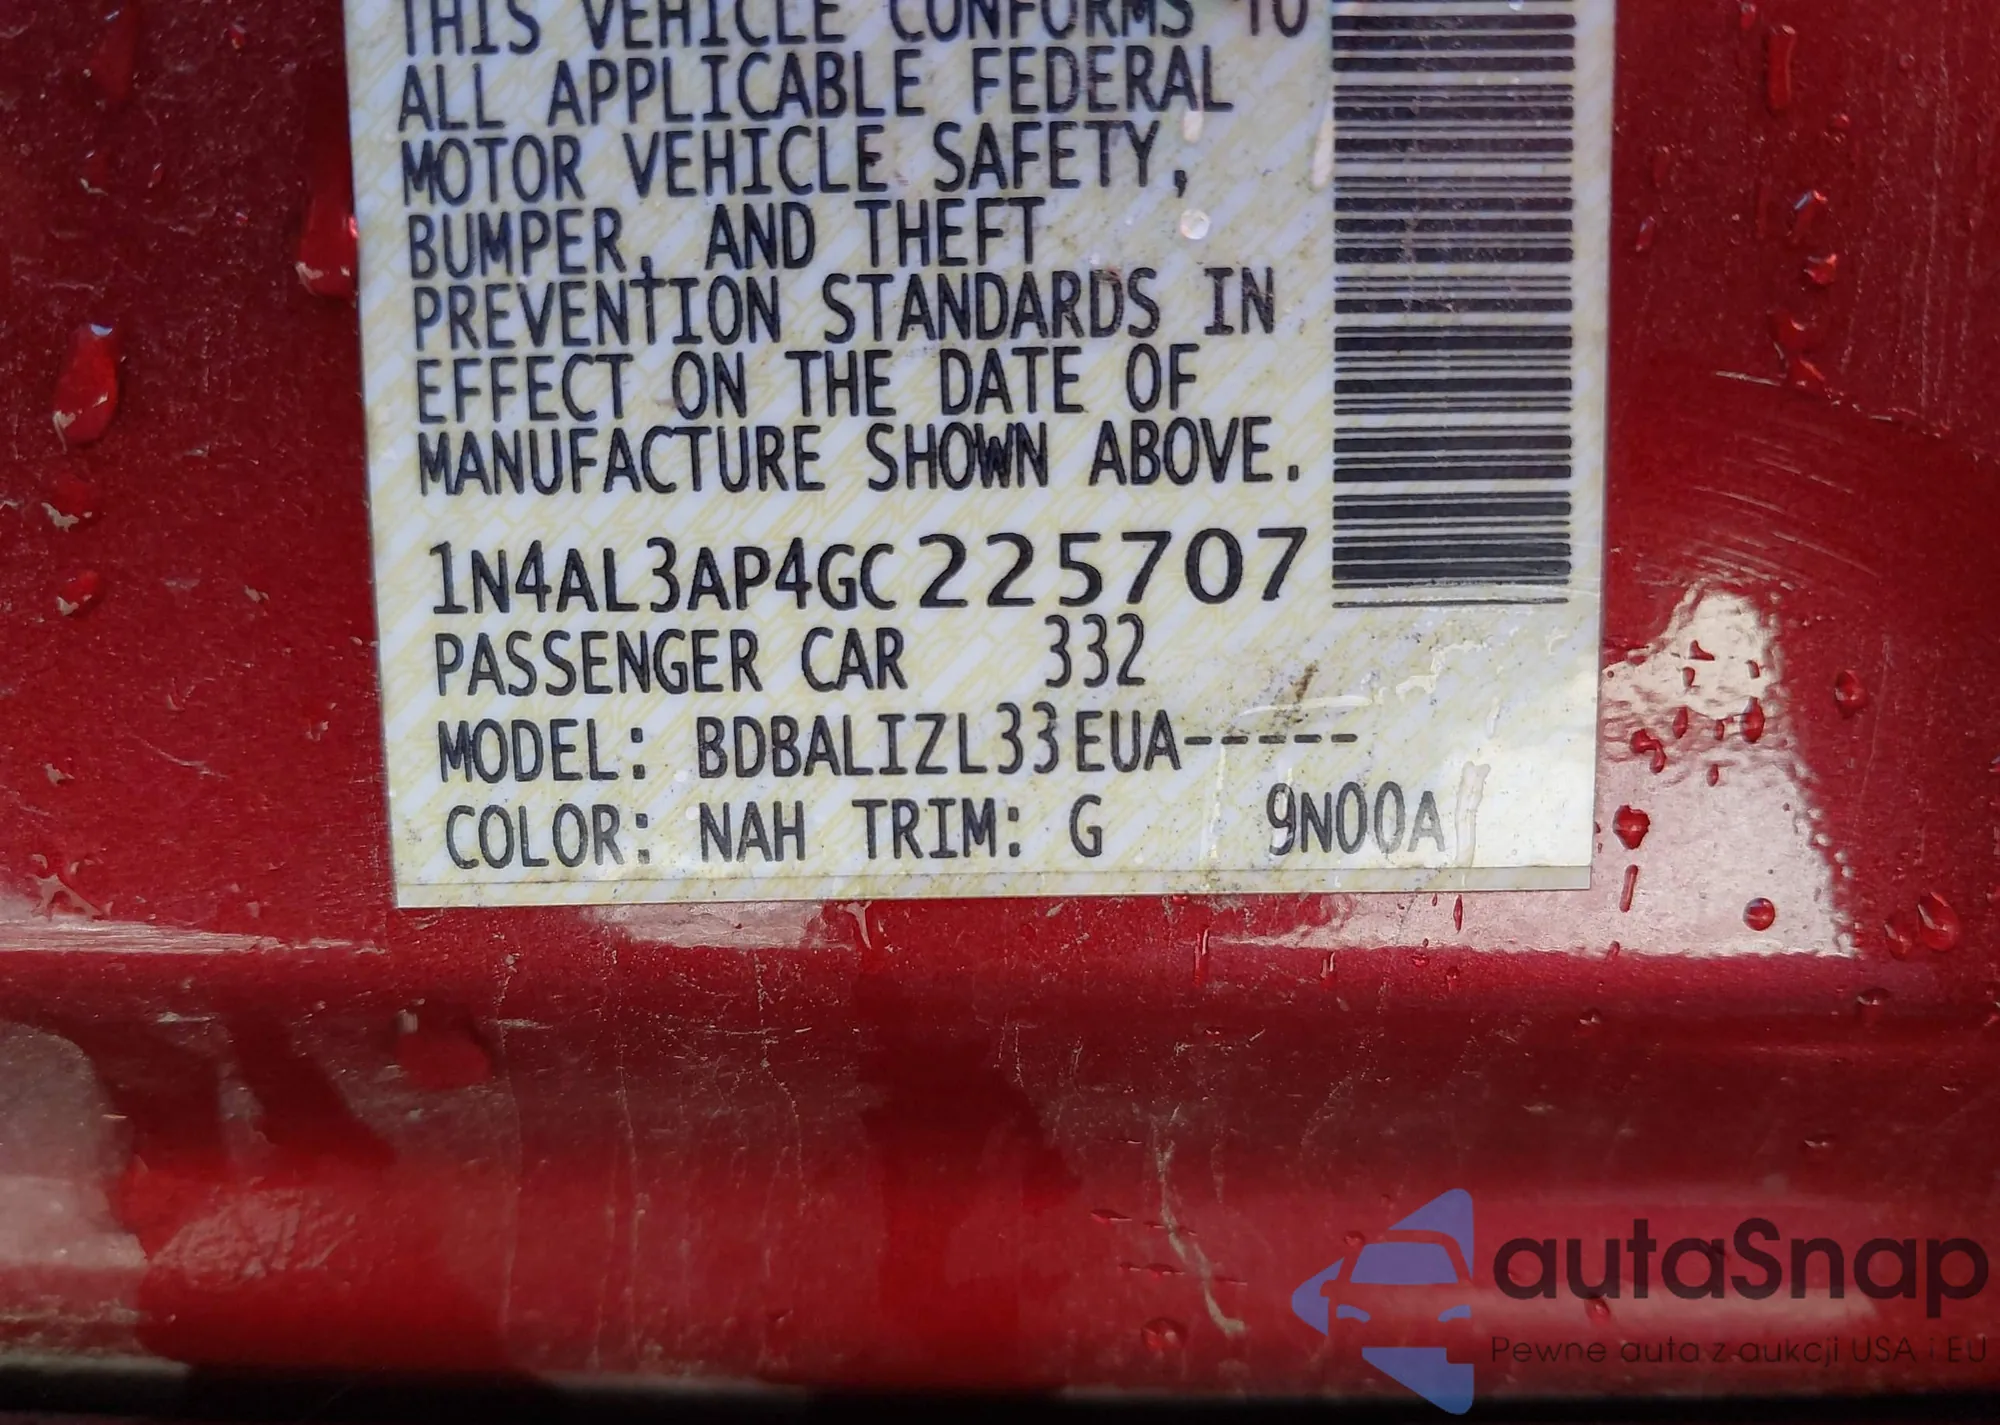 THIS VEHICLE CONFORMS TO
ALL APPLICABLE FEDERAL
MOTOR VEHICLE SAFETY,
BUMPER, AND THEFT
PREVENTION STANDARDS IN
EFFECT ON THE DATE OF
MANUFACTURE SHOWN ABOVE.
1N4AL3AP4GC225707
PASSENGER CAR 332
MODEL: BDBALIZL33EUA-----
COLOR: NAH TRIM: G 9N00A
autaSnap
Pewne auta z aukcji USA i EU